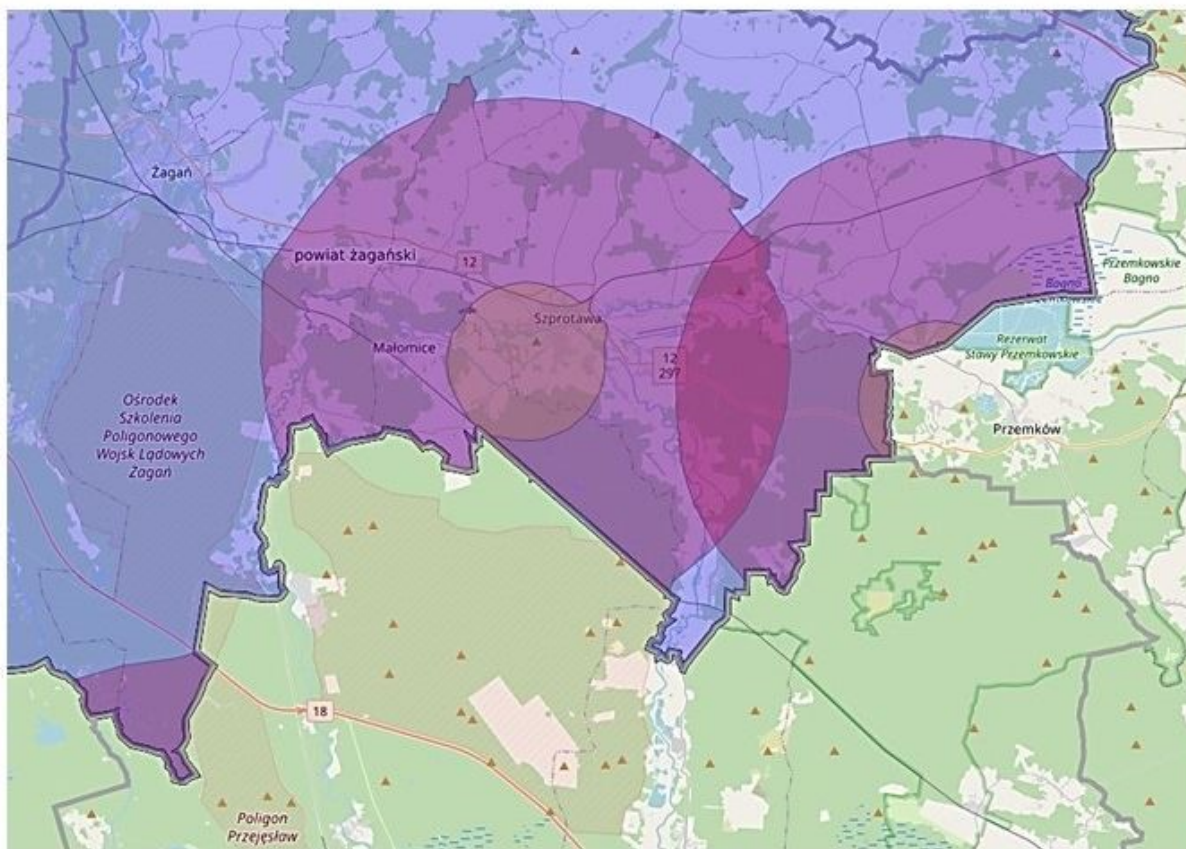 Żagań
powiat żagański
12
Szprotawa
Małomice
12
297
Bagno
Przemkowskie
Przemkowskie
Bagno
Rezerwat
Stawy Przemkowskie
Przemków
Ośrodek
Szkolenia
Poligonowego
Wojsk Lądowych
Żagań
18
Poligon
Przejęsław